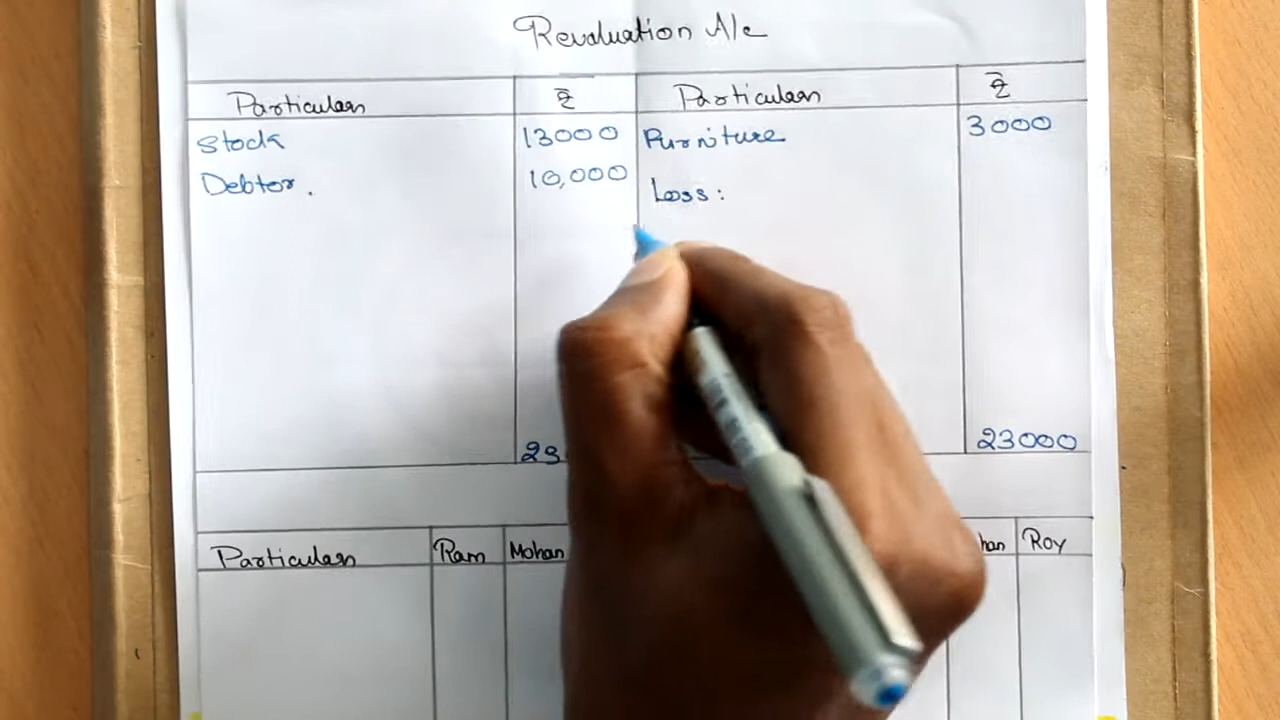 Revaluation A/c
Particulars ₹ Particulars ₹
Stock 13000 Furniture 3000
Debtor. 10,000 Loss:
23000
Particulars Ram Mohan Roy